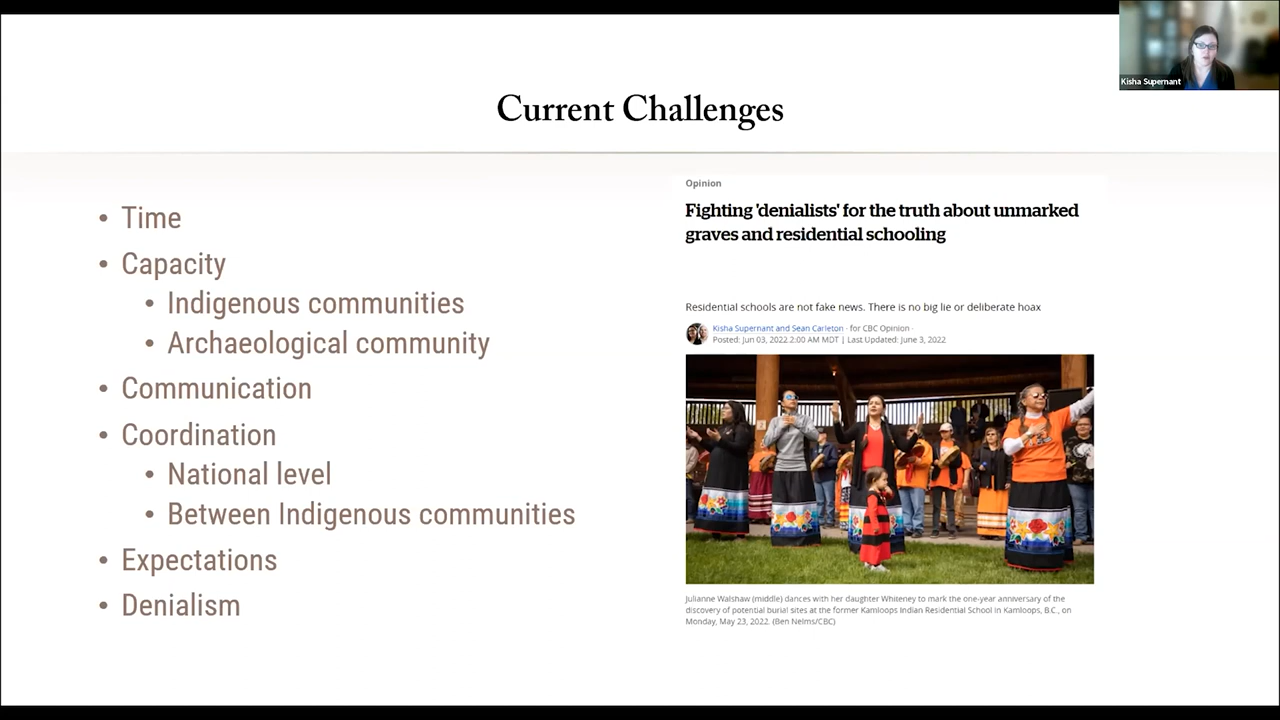 Kisha Supernant
Current Challenges
• Time
• Capacity
• Indigenous communities
• Archaeological community
• Communication
• Coordination
• National level
• Between Indigenous communities
• Expectations
• Denialism
Opinion
Fighting 'denialists' for the truth about unmarked
graves and residential schooling
Residential schools are not fake news. There is no big lie or deliberate hoax
Kisha Supernant and Sean Carleton · for CBC Opinion ·
Posted: Jun 03, 2022 2:00 AM MDT | Last Updated: June 3, 2022
Julianne Walshaw (middle) dances with her daughter Whiteney to mark the one-year anniversary of the
discovery of potential burial sites at the former Kamloops Indian Residential School in Kamloops, B.C., on
Monday, May 23, 2022. (Ben Nelms/CBC)